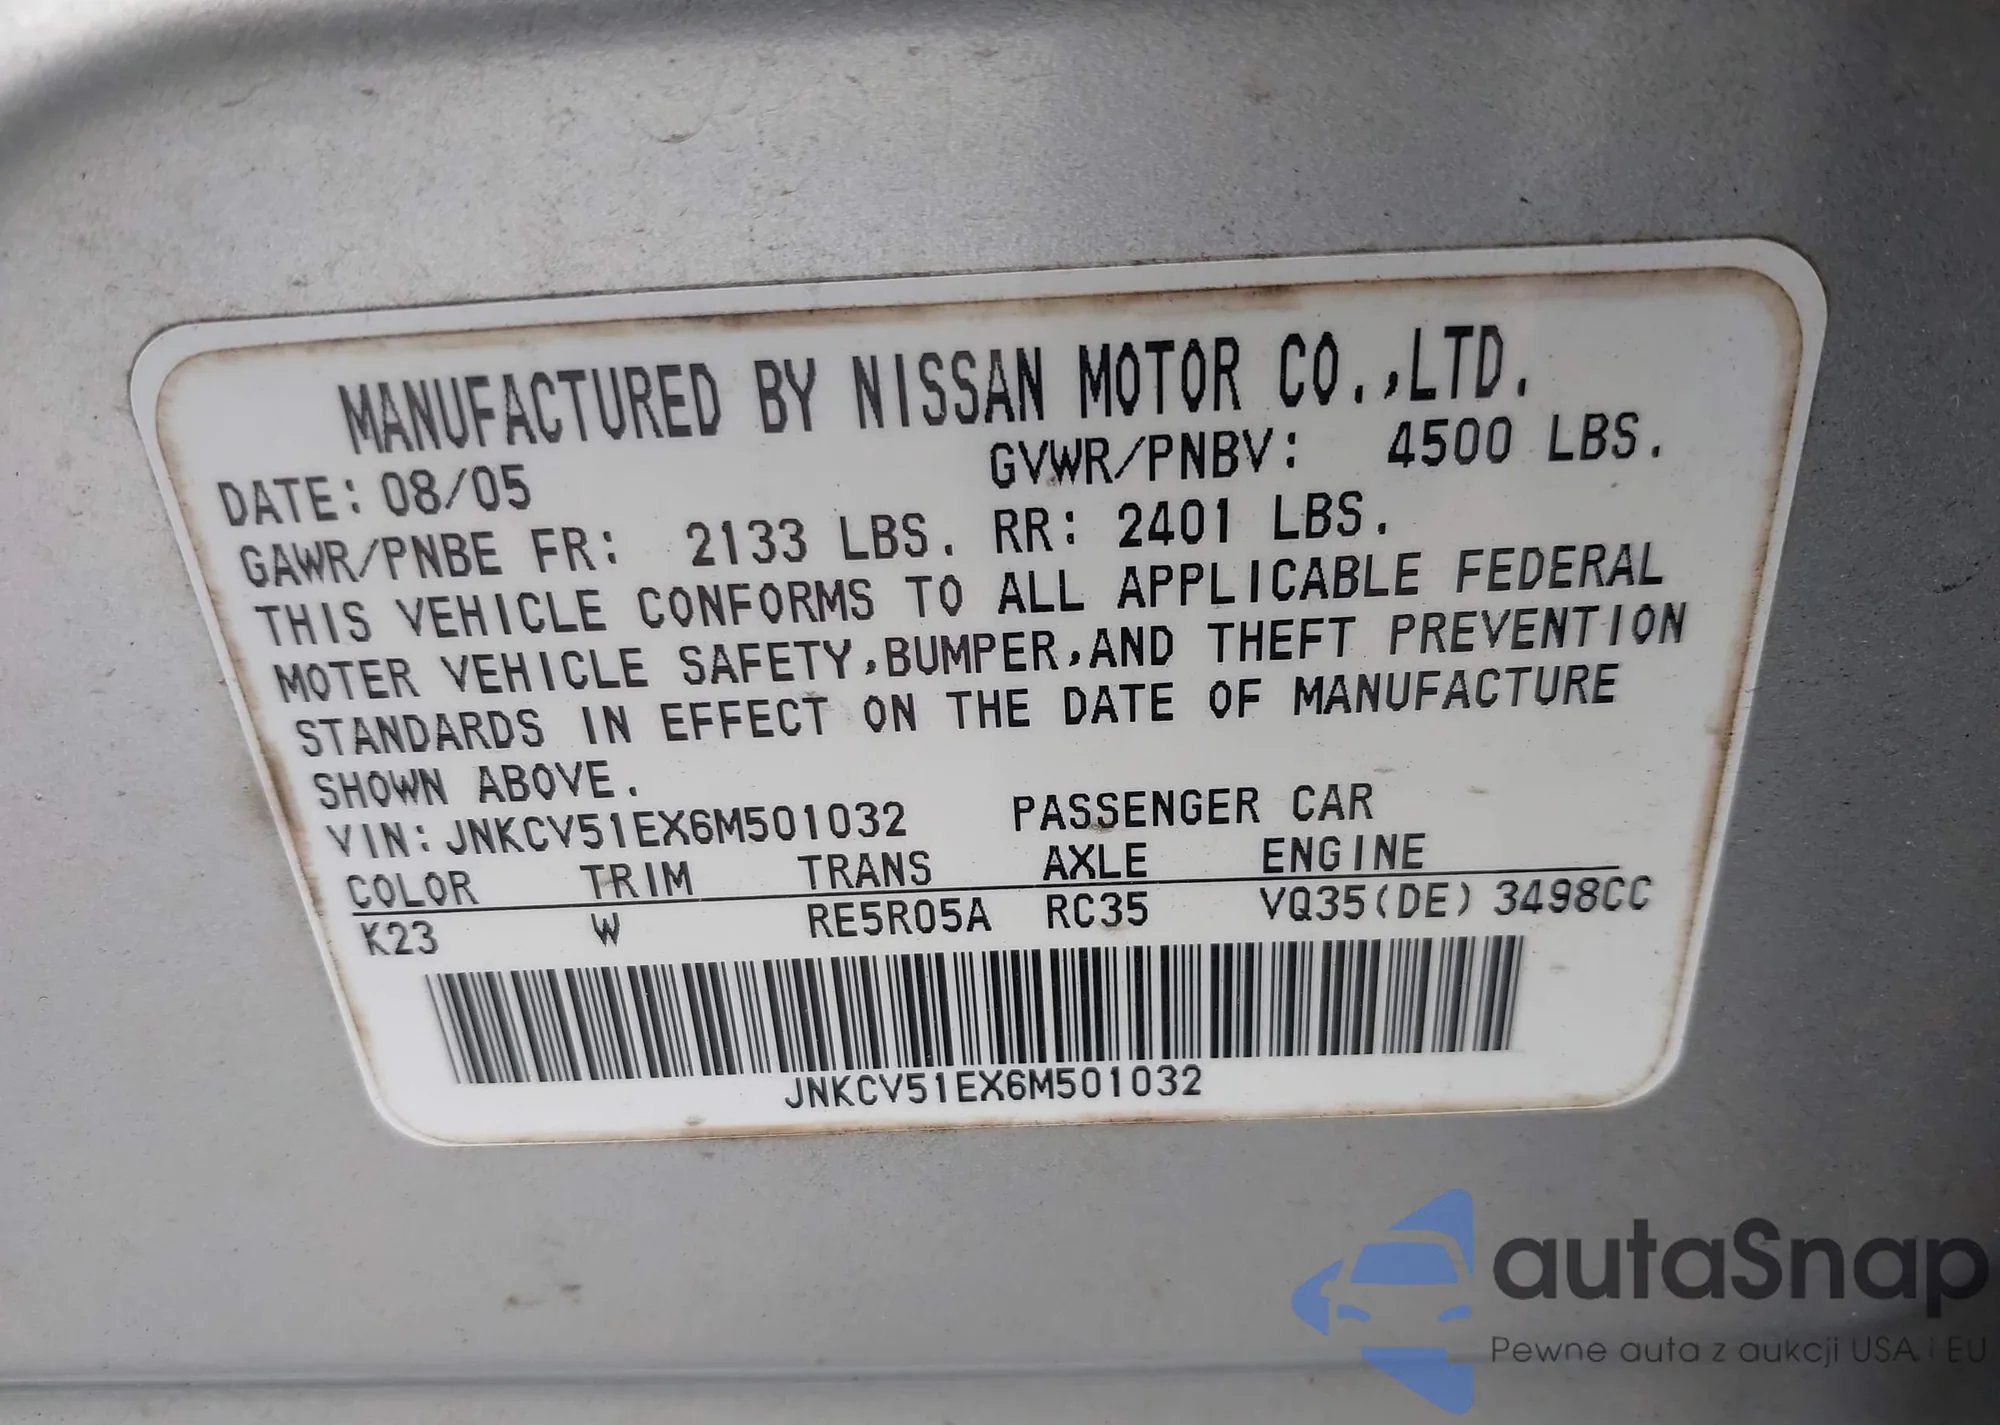 MANUFACTURED BY NISSAN MOTOR CO.,LTD.
DATE: 08/05 GVWR/PNBV: 4500 LBS.
GAWR/PNBE FR: 2133 LBS. RR: 2401 LBS.
THIS VEHICLE CONFORMS TO ALL APPLICABLE FEDERAL
MOTER VEHICLE SAFETY,BUMPER,AND THEFT PREVENTION
STANDARDS IN EFFECT ON THE DATE OF MANUFACTURE
SHOWN ABOVE.
VIN: JNKCV51EX6M501032 PASSENGER CAR
COLOR TRIM TRANS AXLE ENGINE
K23 W RE5R05A RC35 VQ35(DE) 3498CC
JNKCV51EX6M501032
autaSnap
Pewne auta z aukcji USA i EU